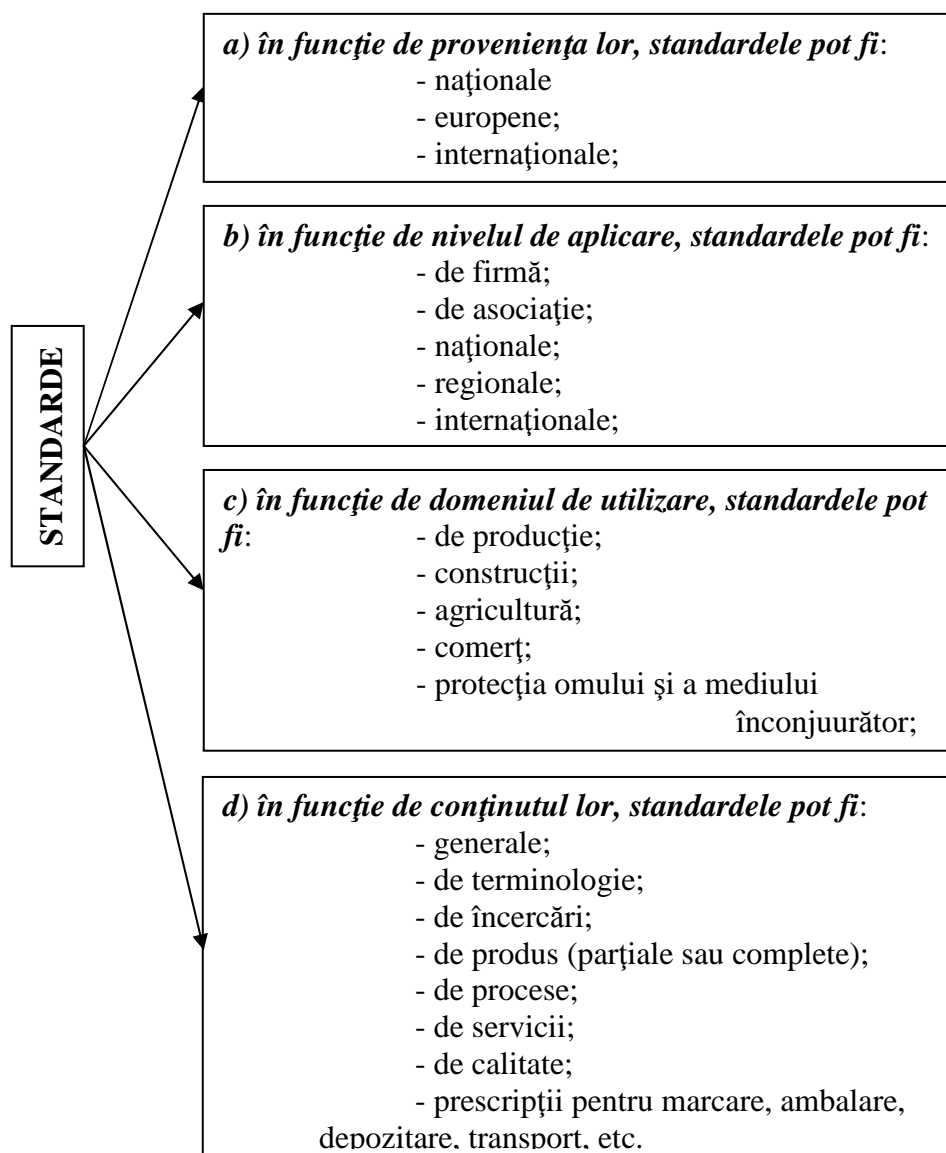 a) în funcţie de provenienţa lor, standardele pot fi:
- naţionale
- europene;
- internaţionale;
b) în funcţie de nivelul de aplicare, standardele pot fi:
- de firmă;
- de asociaţie;
- naţionale;
- regionale;
- internaţionale;
STANDARDE
c) în funcţie de domeniul de utilizare, standardele pot
fi: - de producţie;
- construcţii;
- agricultură;
- comerţ;
- protecţia omului şi a mediului
înconjuurător;
d) în funcţie de conţinutul lor, standardele pot fi:
- generale;
- de terminologie;
- de încercări;
- de produs (parţiale sau complete);
- de procese;
- de servicii;
- de calitate;
- prescripţii pentru marcare, ambalare,
depozitare, transport, etc.